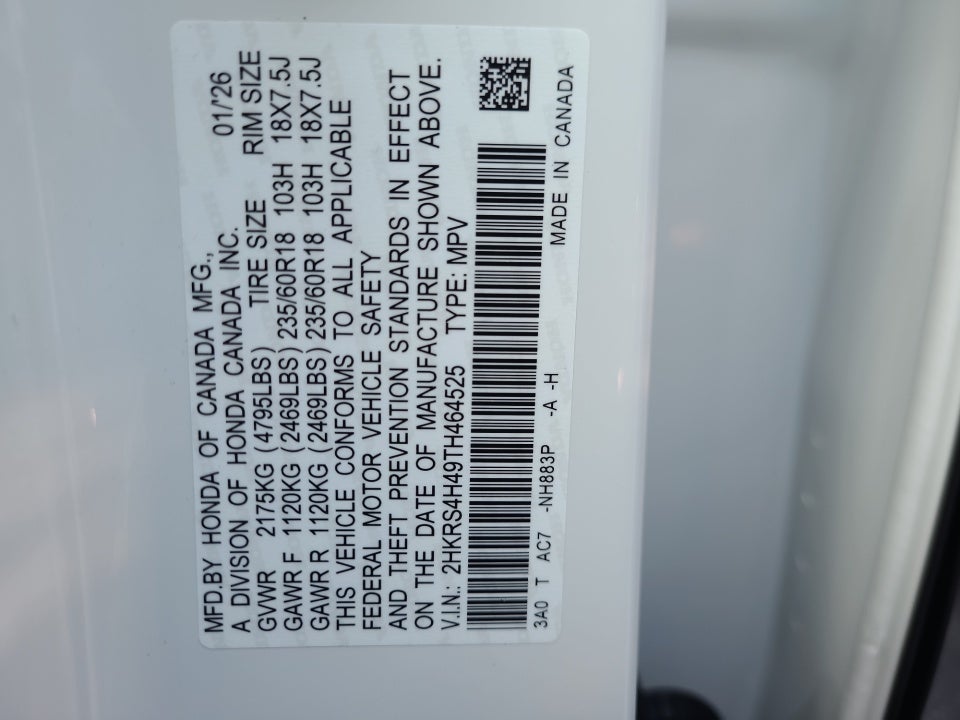 MFD.BY HONDA OF CANADA MFG., 01/'26
A DIVISION OF HONDA CANADA INC.
GVWR 2175KG (4795LBS) TIRE SIZE RIM SIZE
GAWR F 1120KG (2469LBS) 235/60R18 103H 18X7.5J
GAWR R 1120KG (2469LBS) 235/60R18 103H 18X7.5J
THIS VEHICLE CONFORMS TO ALL APPLICABLE
FEDERAL MOTOR VEHICLE SAFETY
AND THEFT PREVENTION STANDARDS IN EFFECT
ON THE DATE OF MANUFACTURE SHOWN ABOVE.
V.I.N.: 2HKRS4H49TH464525 TYPE: MPV
3A0 T AC7 -NH883P -A -H MADE IN CANADA